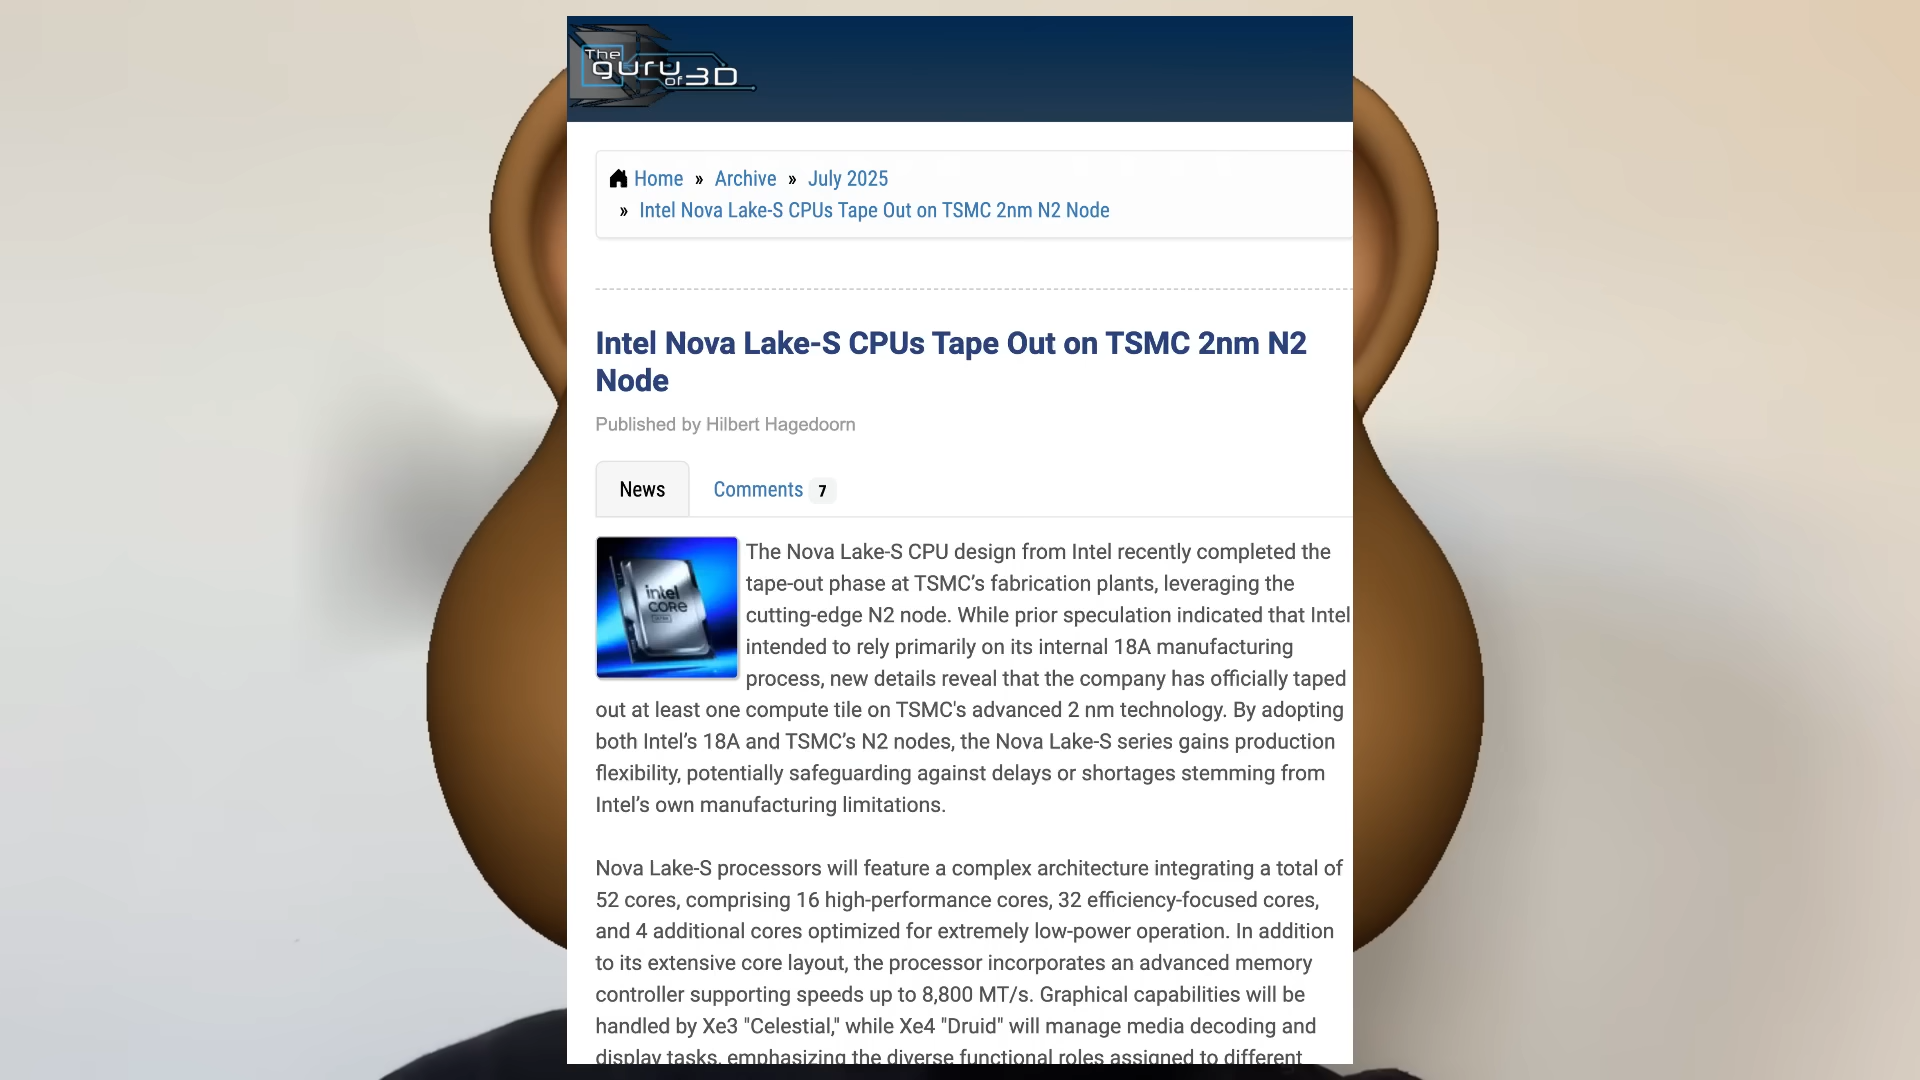 The
guru of 3D
Home » Archive » July 2025
» Intel Nova Lake-S CPUs Tape Out on TSMC 2nm N2 Node
Intel Nova Lake-S CPUs Tape Out on TSMC 2nm N2
Node
Published by Hilbert Hagedoorn
News Comments 7
intel
CORE
The Nova Lake-S CPU design from Intel recently completed the
tape-out phase at TSMC’s fabrication plants, leveraging the
cutting-edge N2 node. While prior speculation indicated that Intel
intended to rely primarily on its internal 18A manufacturing
process, new details reveal that the company has officially taped
out at least one compute tile on TSMC's advanced 2 nm technology. By adopting
both Intel’s 18A and TSMC’s N2 nodes, the Nova Lake-S series gains production
flexibility, potentially safeguarding against delays or shortages stemming from
Intel’s own manufacturing limitations.
Nova Lake-S processors will feature a complex architecture integrating a total of
52 cores, comprising 16 high-performance cores, 32 efficiency-focused cores,
and 4 additional cores optimized for extremely low-power operation. In addition
to its extensive core layout, the processor incorporates an advanced memory
controller supporting speeds up to 8,800 MT/s. Graphical capabilities will be
handled by Xe3 "Celestial," while Xe4 "Druid" will manage media decoding and
display tasks, emphasizing the diverse functional roles assigned to different